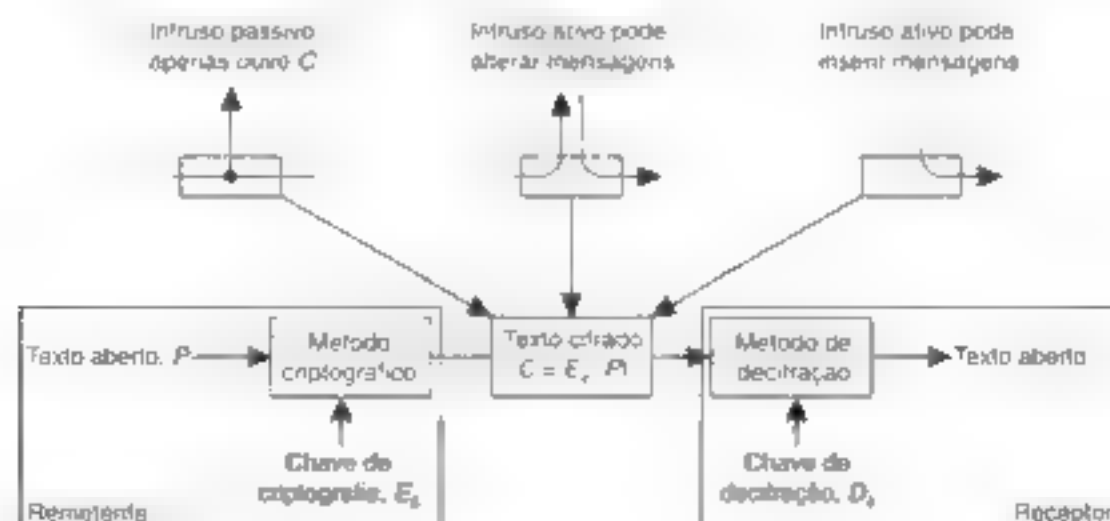 Intruso passivo
apenas ouve C
Intruso ativo pode
alterar mensagens
Intruso ativo pode
inserir mensagens
Texto aberto, P
Método
criptográfico
Texto cifrado
C = E P)
Método de
decifração
Texto aberto
Chave de
criptografia, E
Chave de
decifração, D
Remetente
Receptor